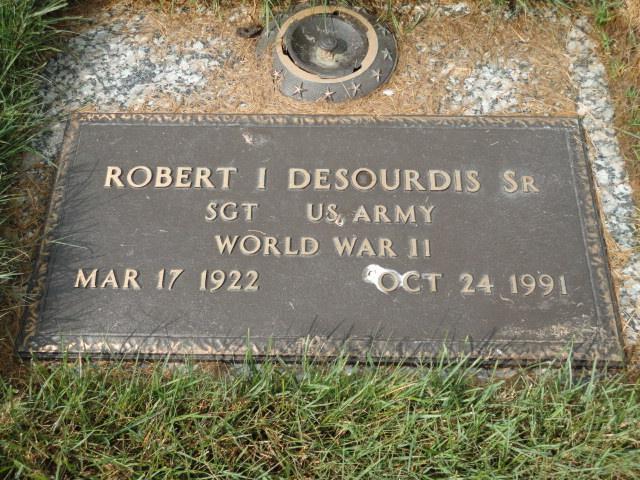 ROBERT I DESOURDIS SR
SGT US ARMY
WORLD WAR II
MAR 17 1922 OCT 24 1991